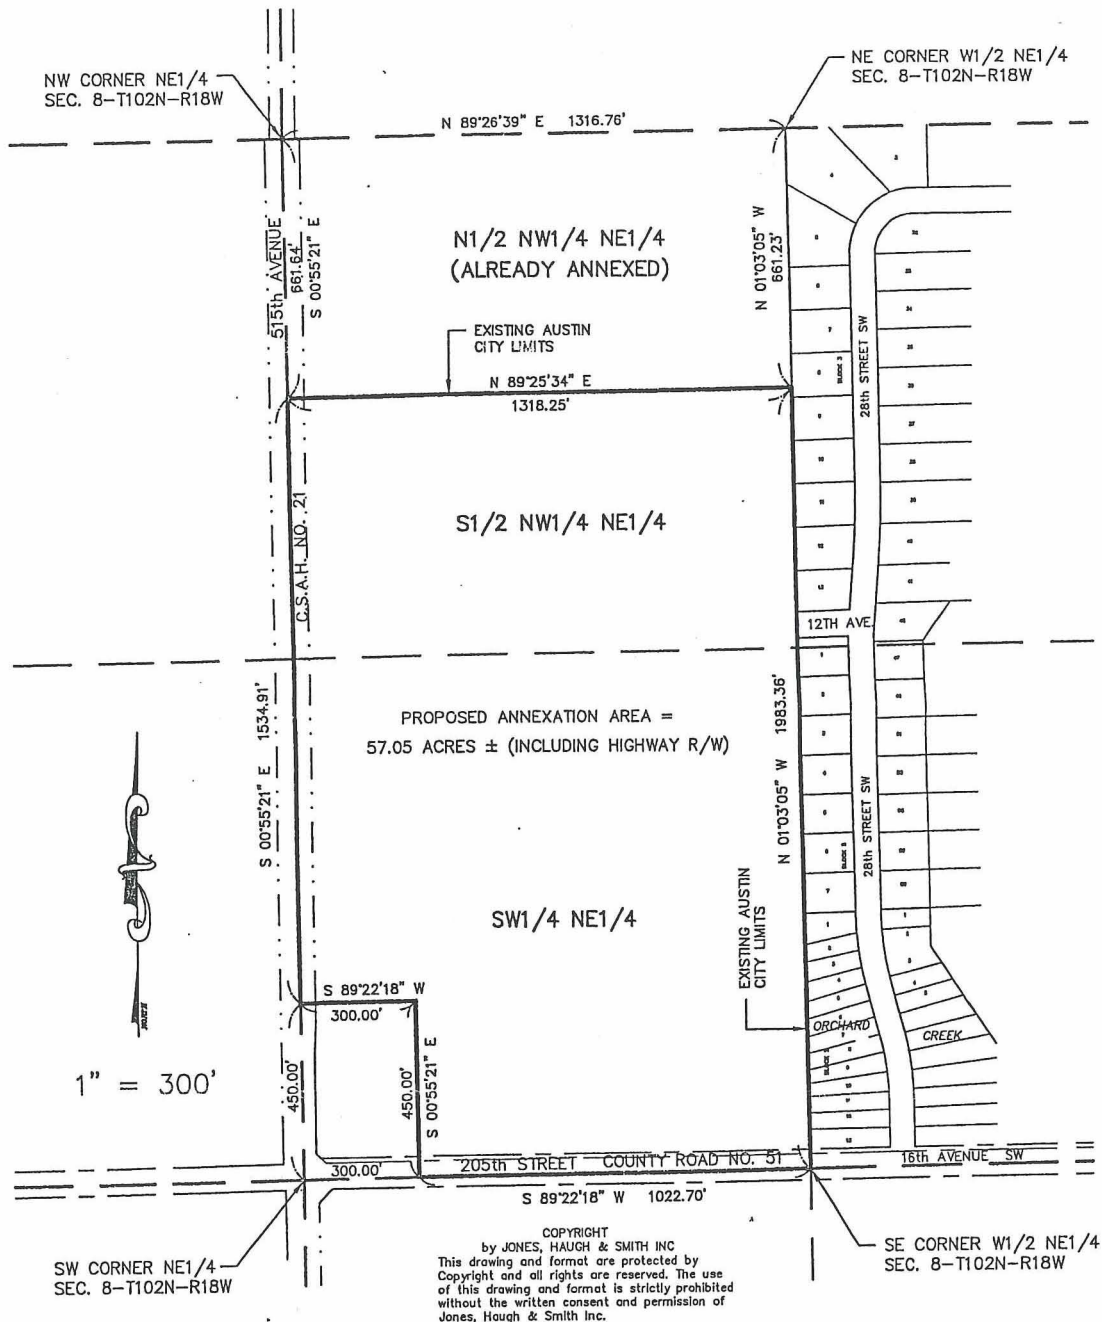 NW CORNER NE1/4
SEC. 8-T102N-R18W
NE CORNER W1/2 NE1/4
SEC. 8-T102N-R18W
N 89°26'39" E 1316.76'
515th AVENUE
661.64'
S 00°55'21" E
N1/2 NW1/4 NE1/4
(ALREADY ANNEXED)
N 01°03'05" W
661.23'
EXISTING AUSTIN
CITY LIMITS
N 89°25'34" E
1318.25'
28th STREET SW
C.S.A.H. NO. 21
S1/2 NW1/4 NE1/4
12TH AVE.
S 00°55'21" E 1534.91'
PROPOSED ANNEXATION AREA =
57.05 ACRES ± (INCLUDING HIGHWAY R/W)
N 01°03'05" W 1983.36'
28th STREET SW
SW1/4 NE1/4
EXISTING AUSTIN
CITY LIMITS
NORTH
1" = 300'
S 89°22'18" W
300.00'
450.00'
450.00'
S 00°55'21" E
ORCHARD
CREEK
300.00'
205th STREET COUNTY ROAD NO. 51
16th AVENUE SW
S 89°22'18" W 1022.70'
SW CORNER NE1/4
SEC. 8-T102N-R18W
SE CORNER W1/2 NE1/4
SEC. 8-T102N-R18W
COPYRIGHT
by JONES, HAUGH & SMITH INC
This drawing and format are protected by
Copyright and all rights are reserved. The use
of this drawing and format is strictly prohibited
without the written consent and permission of
Jones, Haugh & Smith Inc.